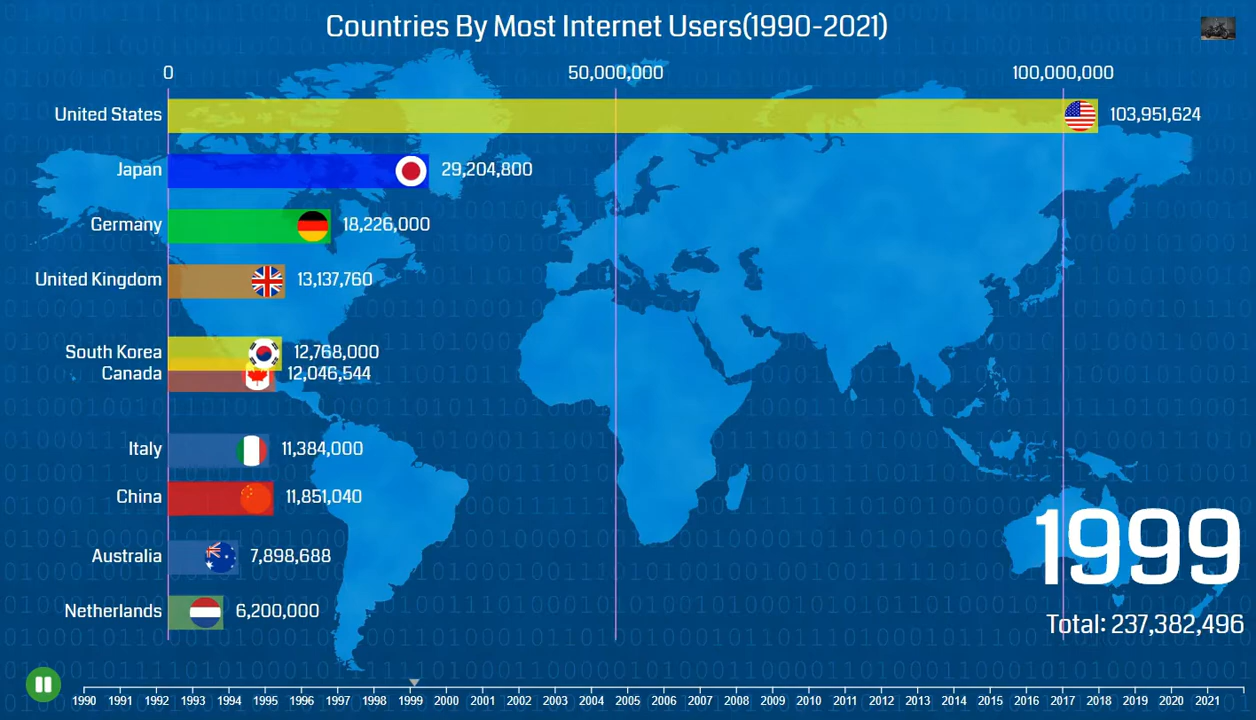 Countries By Most Internet Users(1990-2021)
0 50,000,000 100,000,000
United States 103,951,624
Japan 29,204,800
Germany 18,226,000
United Kingdom 13,137,760
South Korea 12,768,000
Canada 12,046,544
Italy 11,384,000
China 11,851,040
Australia 7,898,688
Netherlands 6,200,000
1999
Total: 237,382,496
1990 1991 1992 1993 1994 1995 1996 1997 1998 1999 2000 2001 2002 2003 2004 2005 2006 2007 2008 2009 2010 2011 2012 2013 2014 2015 2016 2017 2018 2019 2020 2021